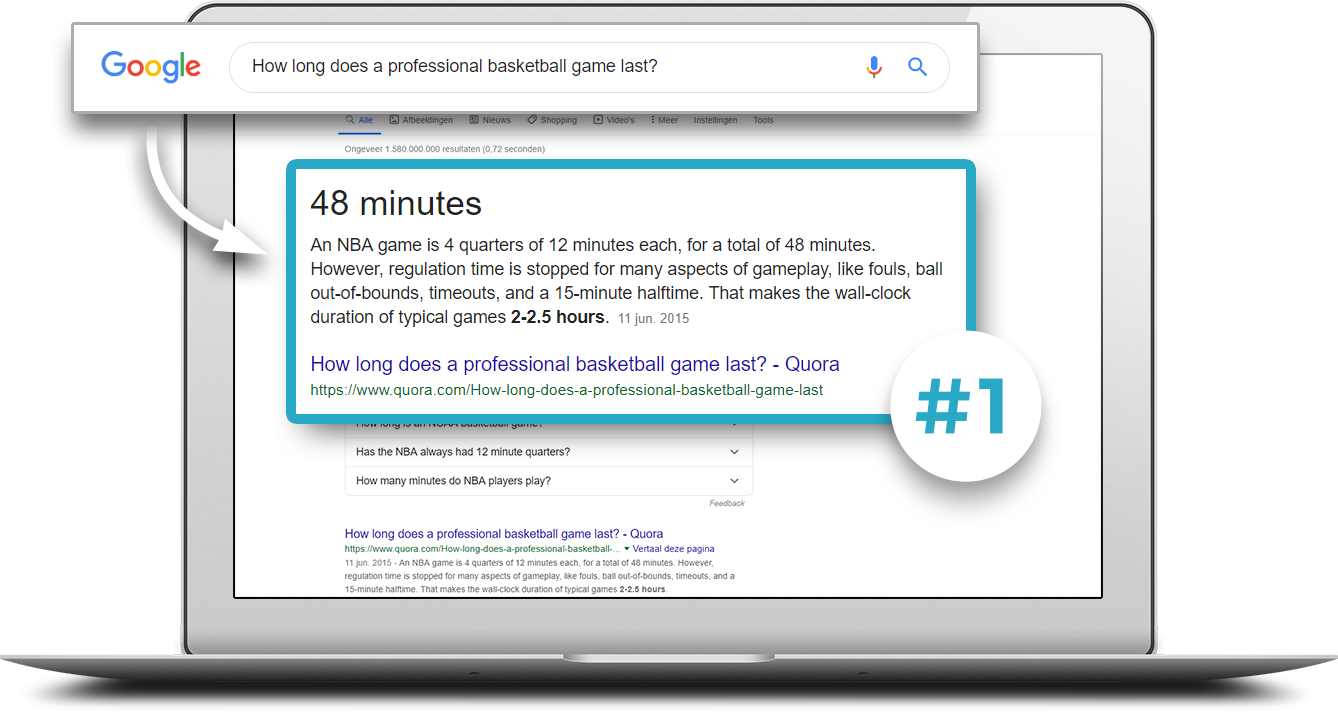 Google
How long does a professional basketball game last?
Alle Afbeeldingen Nieuws Shopping Video's Meer Instellingen Tools
Ongeveer 1.580.000.000 resultaten (0,72 seconden)
48 minutes
An NBA game is 4 quarters of 12 minutes each, for a total of 48 minutes.
However, regulation time is stopped for many aspects of gameplay, like fouls, ball
out-of-bounds, timeouts, and a 15-minute halftime. That makes the wall-clock
duration of typical games 2-2.5 hours. 11 jun. 2015
How long does a professional basketball game last? - Quora
https://www.quora.com/How-long-does-a-professional-basketball-game-last
#1
How long is an NCAA basketball game?
Has the NBA always had 12 minute quarters?
How many minutes do NBA players play?
Feedback
How long does a professional basketball game last? - Quora
https://www.quora.com/How-long-does-a-professional-basketball-... Vertaal deze pagina
11 jun. 2015 - An NBA game is 4 quarters of 12 minutes each, for a total of 48 minutes. However,
regulation time is stopped for many aspects of gameplay, like fouls, ball out-of-bounds, timeouts, and a
15-minute halftime. That makes the wall-clock duration of typical games 2-2.5 hours.